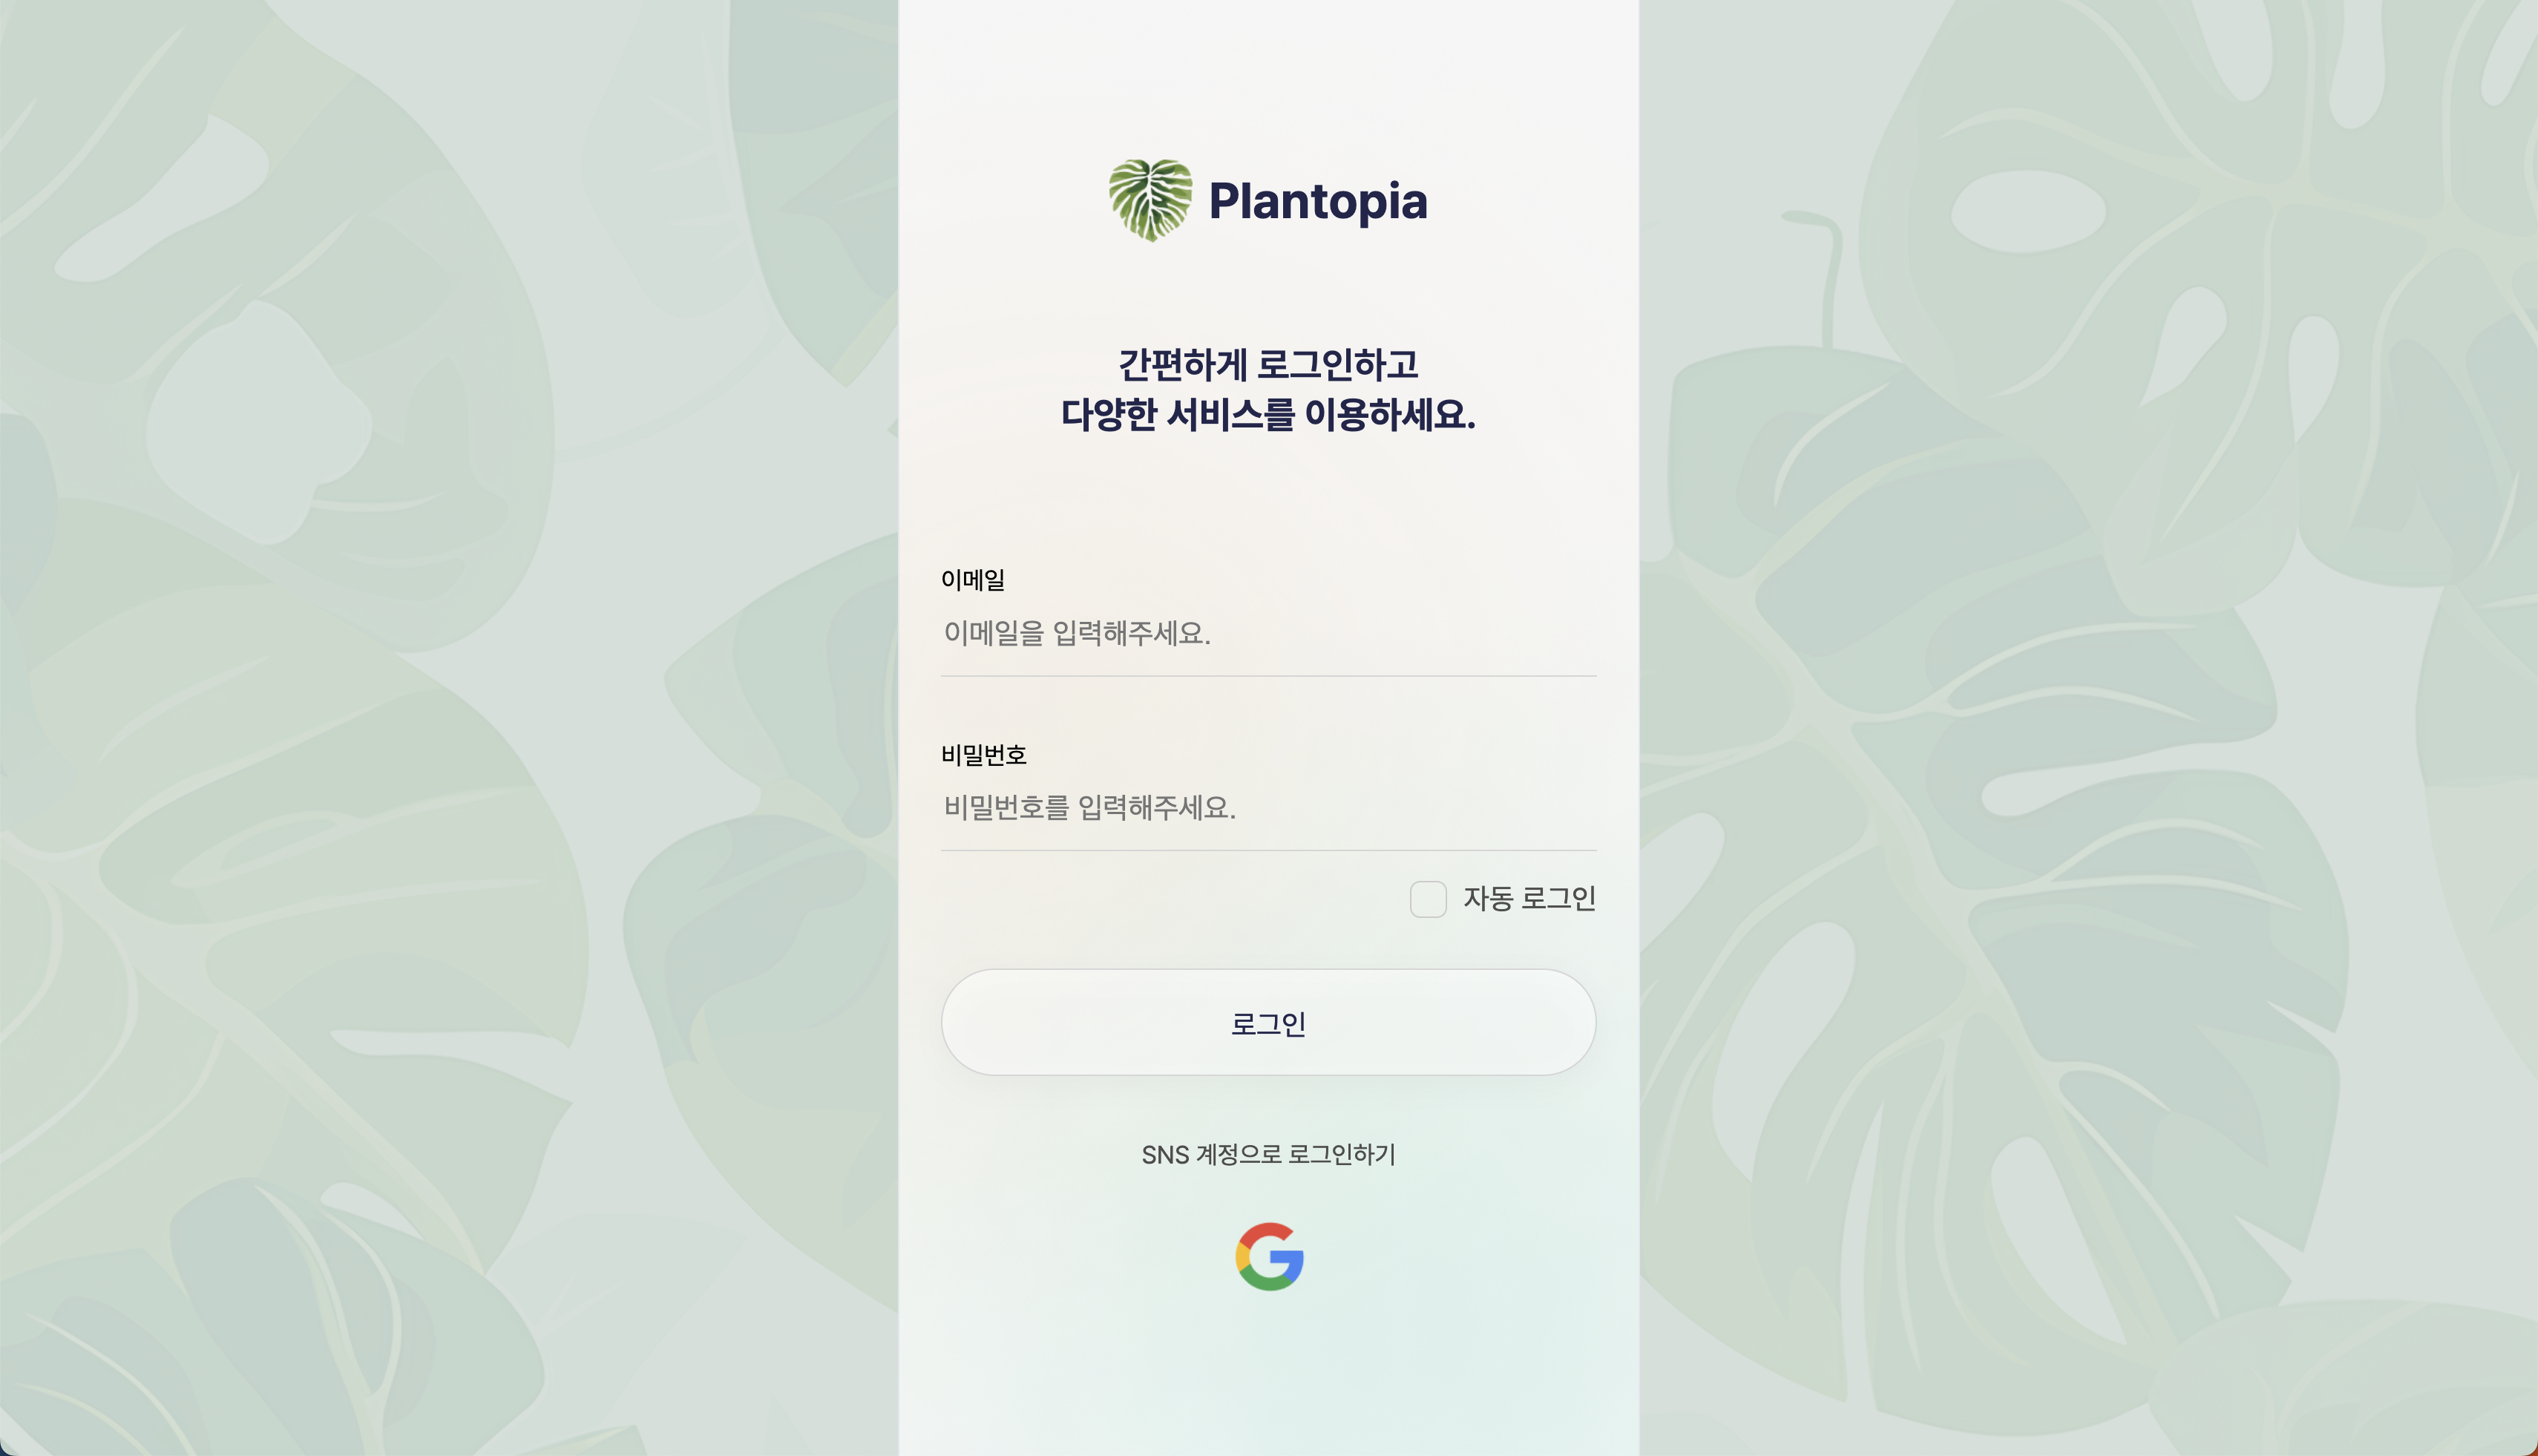 Plantopia
간편하게 로그인하고
다양한 서비스를 이용하세요.
이메일
이메일을 입력해주세요.
비밀번호
비밀번호를 입력해주세요.
자동 로그인
로그인
SNS 계정으로 로그인하기